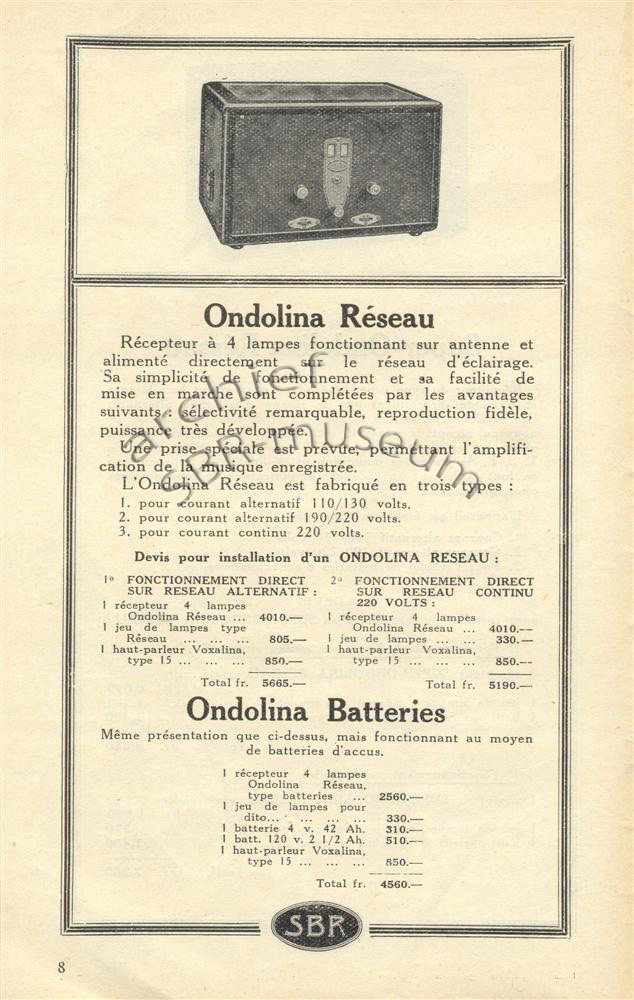 Ondolina Réseau
Récepteur à 4 lampes fonctionnant sur antenne et
alimenté directement sur le réseau d'éclairage.
Sa simplicité de fonctionnement et sa facilité de
mise en marche sont complétées par les avantages
suivants : sélectivité remarquable, reproduction fidèle,
puissance très développée.
Une prise spéciale est prévue, permettant l'amplifi-
cation de la musique enregistrée.
L'Ondolina Réseau est fabriqué en trois types :
1. pour courant alternatif 110/130 volts.
2. pour courant alternatif 190/220 volts.
3. pour courant continu 220 volts.
archief
SBR-museum
Devis pour installation d'un ONDOLINA RESEAU :
1° FONCTIONNEMENT DIRECT
SUR RESEAU ALTERNATIF :
1 récepteur 4 lampes
Ondolina Réseau ... 4010.—
1 jeu de lampes type
Réseau ... ... ... 805.—
1 haut-parleur Voxalina,
type 15 ... ... ... 850.—
Total fr. 5665.—
2° FONCTIONNEMENT DIRECT
SUR RESEAU CONTINU
220 VOLTS :
1 récepteur 4 lampes
Ondolina Réseau ... 4010.—
1 jeu de lampes ... ... 330.—
1 haut-parleur Voxalina,
type 15 ... ... ... 850.—
Total fr. 5190.—
Ondolina Batteries
Même présentation que ci-dessus, mais fonctionnant au moyen
de batteries d'accus.
1 récepteur 4 lampes
Ondolina Réseau,
type batteries ... 2560.—
1 jeu de lampes pour
dito... ... ... ... 330.—
1 batterie 4 v. 42 Ah. 310.—
1 batt. 120 v. 2 1/2 Ah. 510.—
1 haut-parleur Voxalina,
type 15 ... ... ... 850.—
Total fr. 4560.—
SBR
8